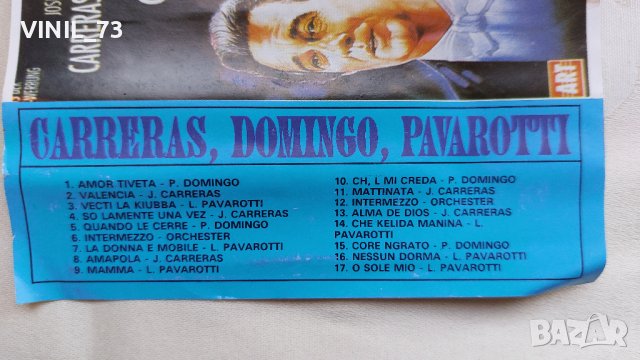 VINIL_73
CARRERAS
ART
CARRERAS, DOMINGO, PAVAROTTI
1. AMOR TIVETA - P. DOMINGO
2. VALENCIA - J. CARRERAS
3. VECTI LA KIUBBA - L. PAVAROTTI
4. SO LAMENTE UNA VEZ - J. CARRERAS
5. QUANDO LE CERRE - P. DOMINGO
6. INTERMEZZO - ORCHESTER
7. LA DONNA E MOBILE - L. PAVAROTTI
8. AMAPOLA - J. CARRERAS
9. MAMMA - L. PAVAROTTI
10. CH, L MI CREDA - P. DOMINGO
11. MATTINATA - J. CARRERAS
12. INTERMEZZO - ORCHESTER
13. ALMA DE DIOS - J. CARRERAS
14. CHE KELIDA MANINA - L.
PAVAROTTI
15. CORE NGRATO - P. DOMINGO
16. NESSUN DORMA - L. PAVAROTTI
17. O SOLE MIO - L. PAVAROTTI
BAZAR